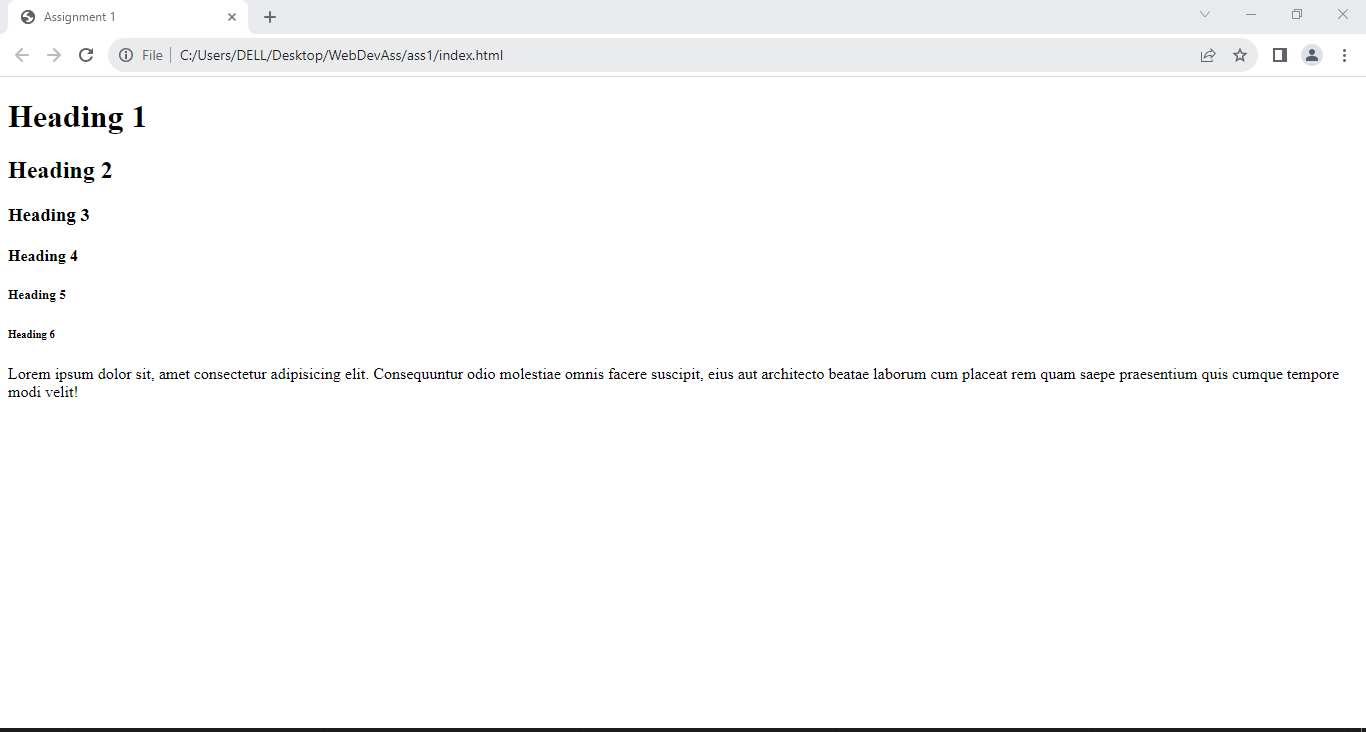 Assignment 1
File
C:/Users/DELL/Desktop/WebDevAss/ass1/index.html
Heading 1
Heading 2
Heading 3
Heading 4
Heading 5
Heading 6
Lorem ipsum dolor sit, amet consectetur adipisicing elit. Consequuntur odio molestiae omnis facere suscipit, eius aut architecto beatae laborum cum placeat rem quam saepe praesentium quis cumque tempore
modi velit!